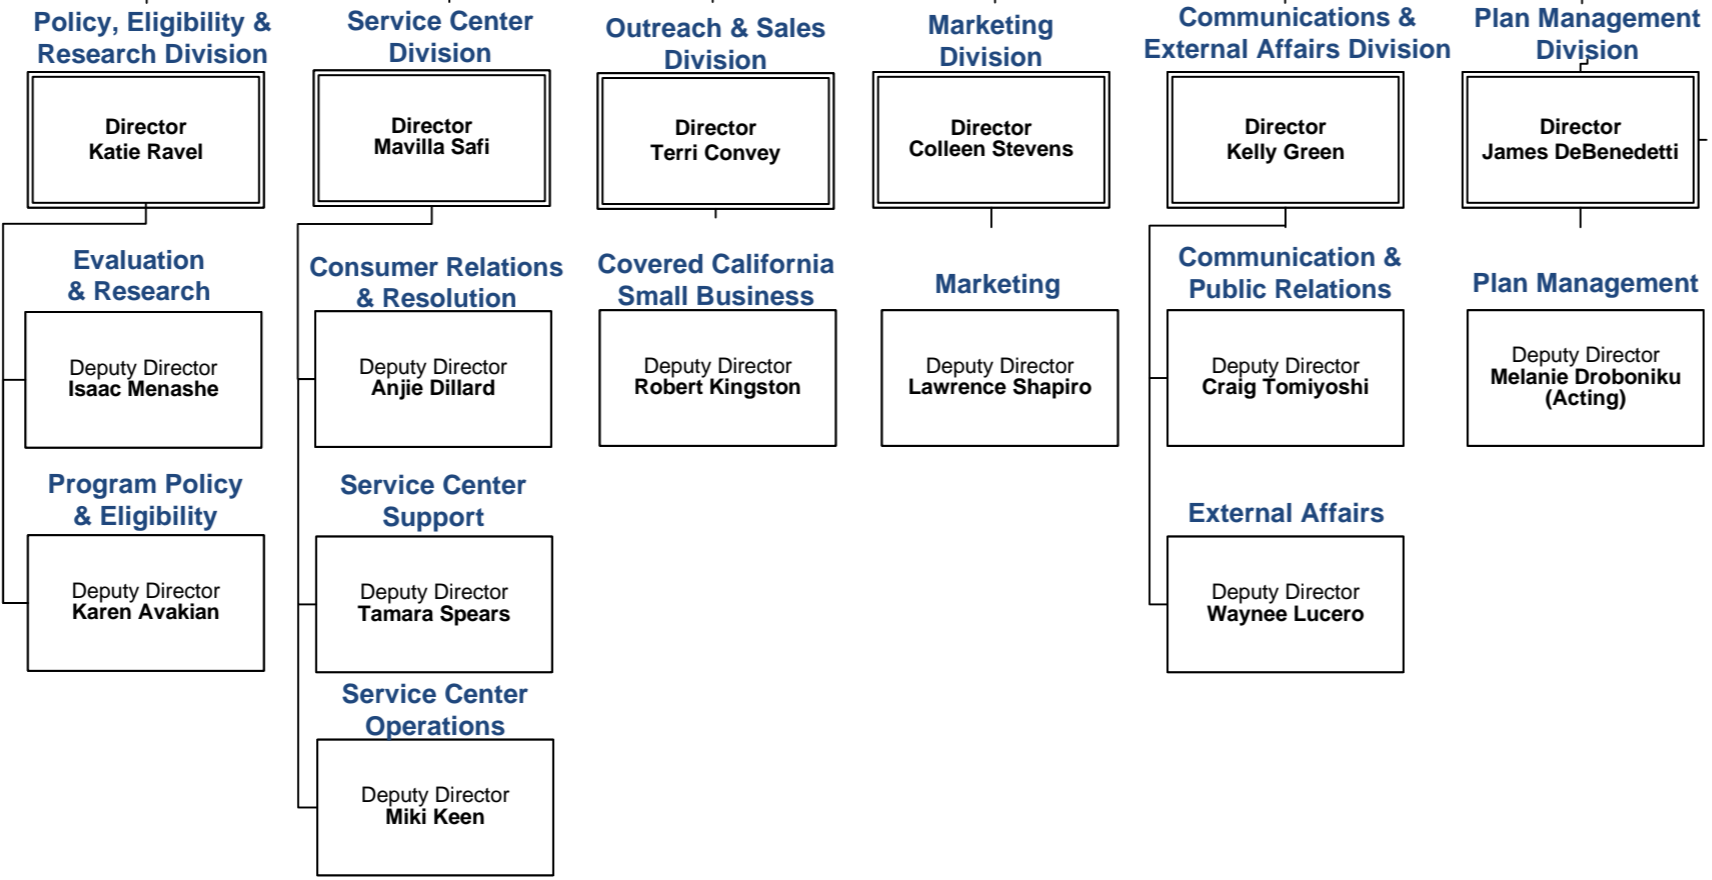 Policy, Eligibility &
Research Division
Director
Katie Ravel
Evaluation
& Research
Deputy Director
Isaac Menashe
Program Policy
& Eligibility
Deputy Director
Karen Avakian
Service Center
Division
Director
Mavilla Safi
Consumer Relations
& Resolution
Deputy Director
Anjie Dillard
Service Center
Support
Deputy Director
Tamara Spears
Service Center
Operations
Deputy Director
Miki Keen
Outreach & Sales
Division
Director
Terri Convey
Covered California
Small Business
Deputy Director
Robert Kingston
Marketing
Division
Director
Colleen Stevens
Marketing
Deputy Director
Lawrence Shapiro
Communications &
External Affairs Division
Director
Kelly Green
Communication &
Public Relations
Deputy Director
Craig Tomiyoshi
External Affairs
Deputy Director
Waynee Lucero
Plan Management
Division
Director
James DeBenedetti
Plan Management
Deputy Director
Melanie Droboniku
(Acting)